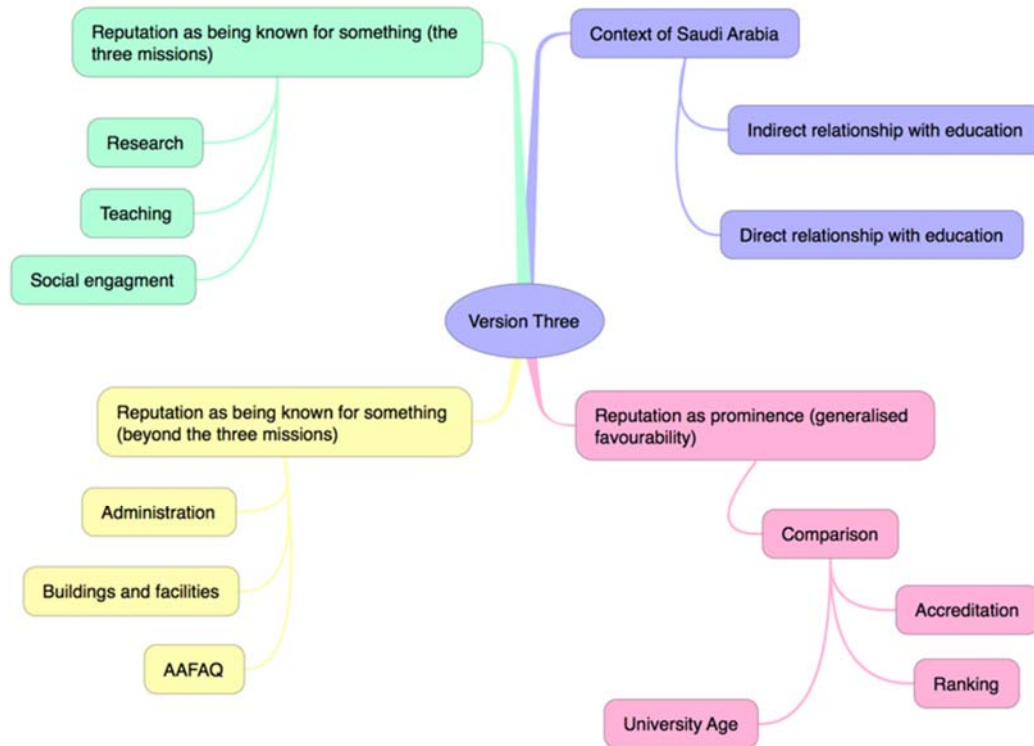 Reputation as being known for something (the
three missions)
Research
Teaching
Social engagment
Context of Saudi Arabia
Indirect relationship with education
Direct relationship with education
Version Three
Reputation as being known for something
(beyond the three missions)
Administration
Buildings and facilities
AAFAQ
Reputation as prominence (generalised
favourability)
Comparison
Accreditation
Ranking
University Age